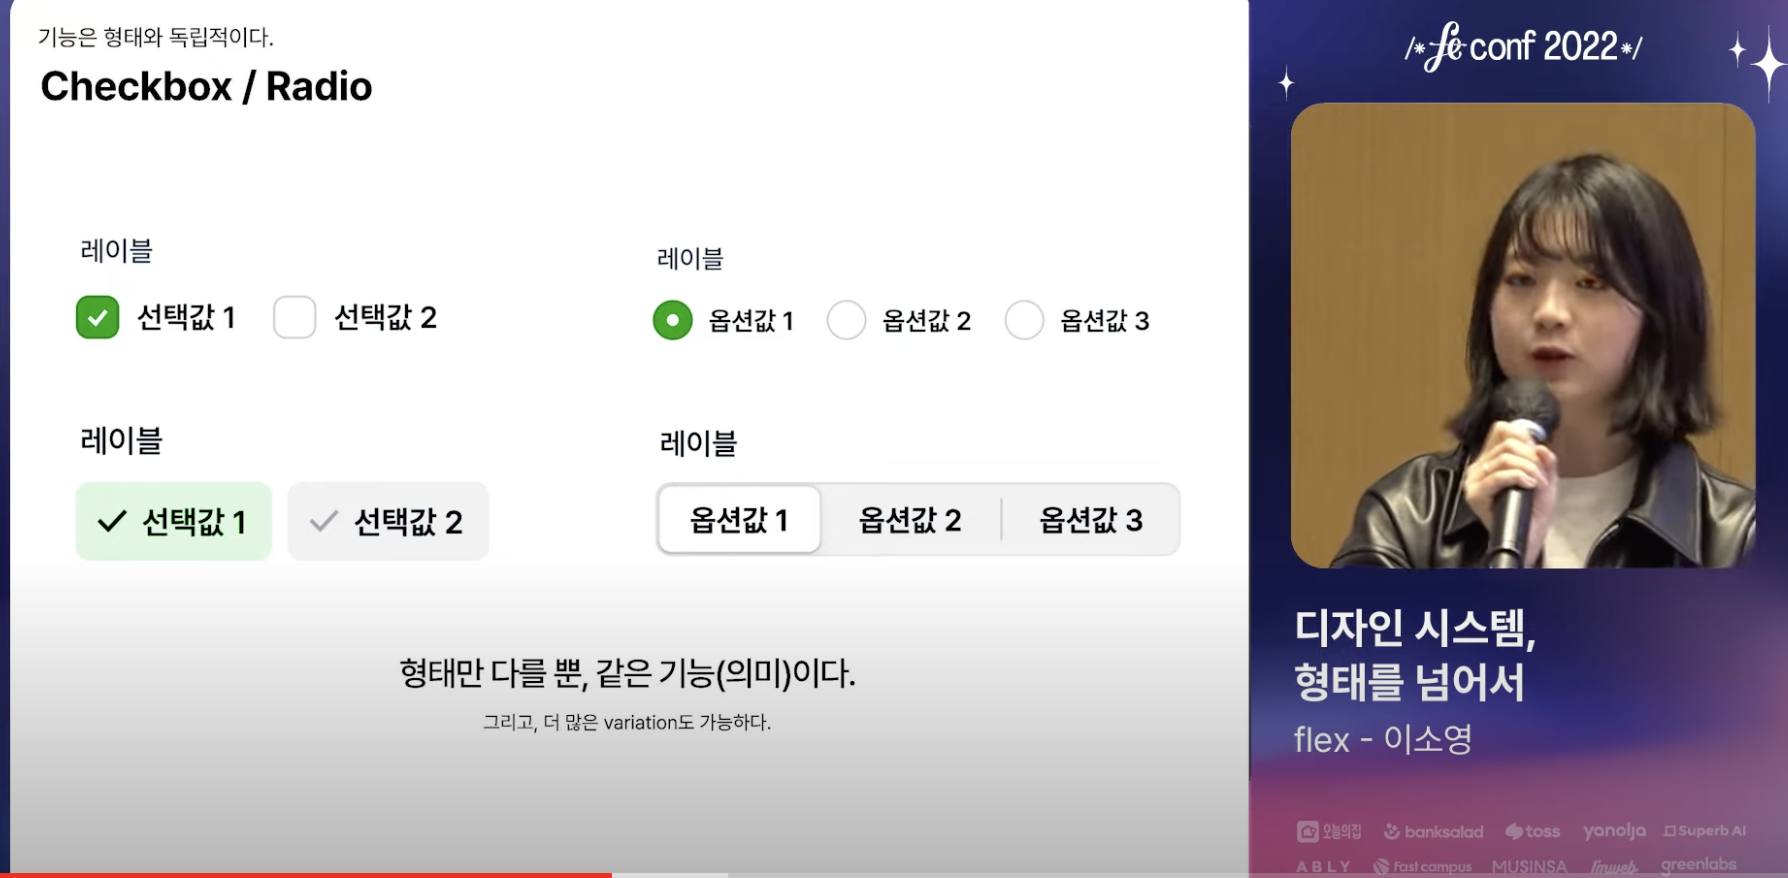 기능은 형태와 독립적이다.
Checkbox / Radio
레이블
선택값 1 선택값 2
레이블
옵션값 1 옵션값 2 옵션값 3
레이블
선택값 1 선택값 2
레이블
옵션값 1 옵션값 2 옵션값 3
형태만 다를 뿐, 같은 기능(의미)이다.
그리고, 더 많은 variation도 가능하다.
/*fe conf 2022*/
디자인 시스템,
형태를 넘어서
flex - 이소영
오늘의집 banksalad toss yanolja Superb AI
ABLY Fast campus MUSINSA imweb greenlabs